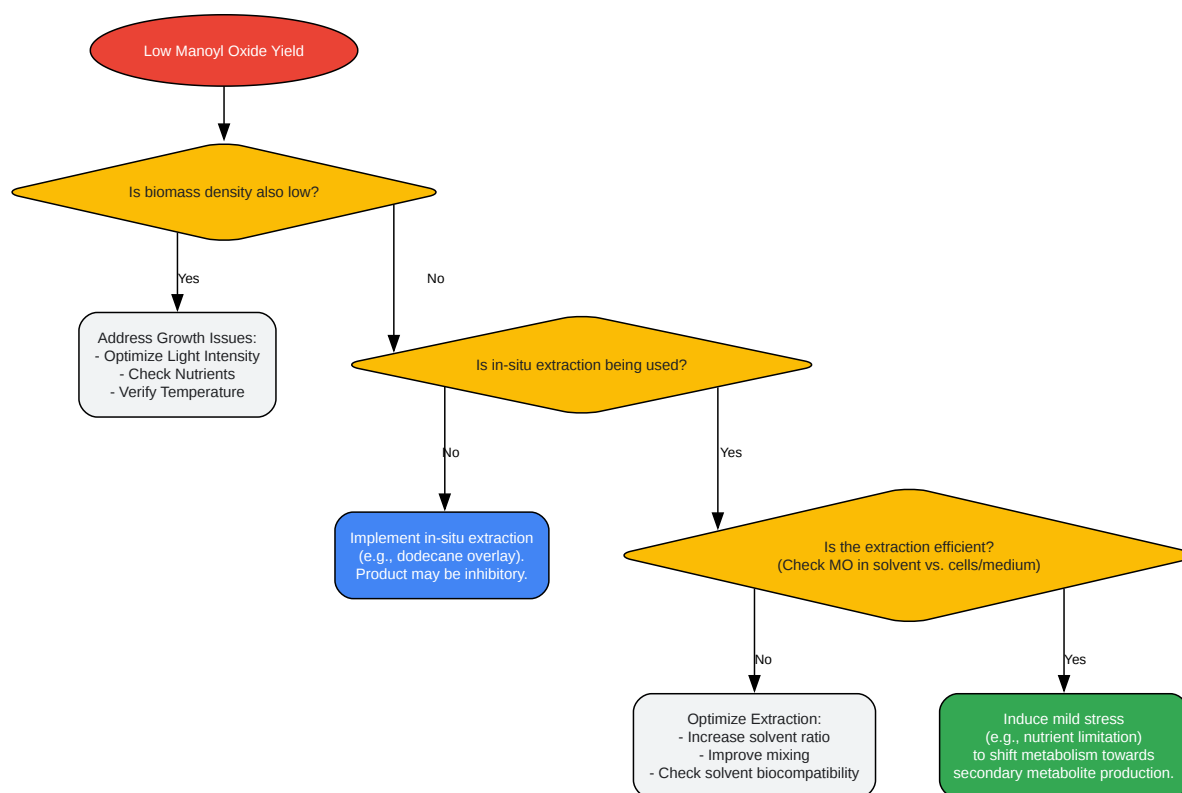 Low Manoyl Oxide Yield
Is biomass density also low?
Yes
No
Address Growth Issues:
- Optimize Light Intensity
- Check Nutrients
- Verify Temperature
Is in-situ extraction being used?
No
Yes
Implement in-situ extraction
(e.g., dodecane overlay).
Product may be inhibitory.
Is the extraction efficient?
(Check MO in solvent vs. cells/medium)
No
Yes
Optimize Extraction:
- Increase solvent ratio
- Improve mixing
- Check solvent biocompatibility
Induce mild stress
(e.g., nutrient limitation)
to shift metabolism towards
secondary metabolite production.